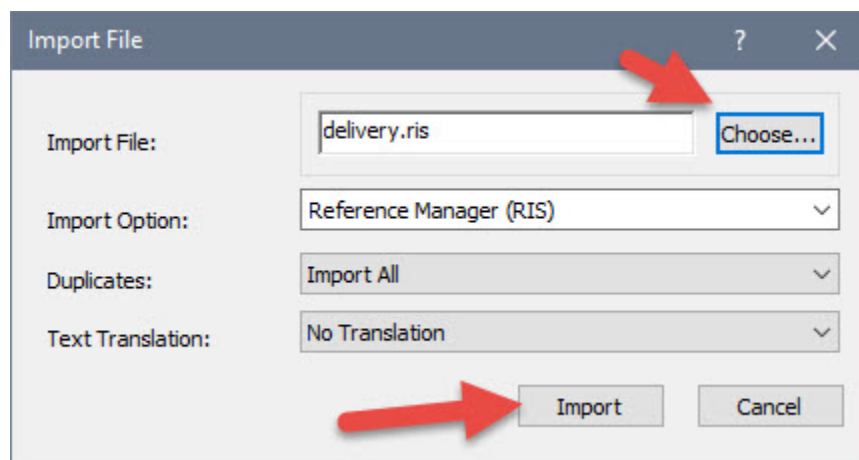 Import File
?
Import File:
delivery.ris
Choose...
Import Option:
Reference Manager (RIS)
Duplicates:
Import All
Text Translation:
No Translation
Import
Cancel